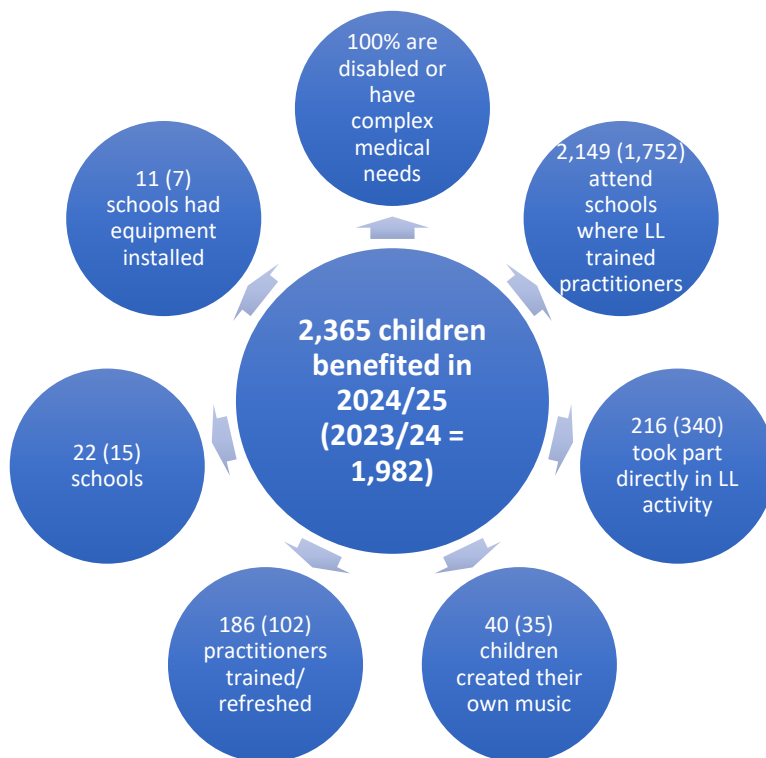 100% are
disabled or
have
complex
medical
needs
2,149 (1,752)
attend
schools
where LL
trained
practitioners
216 (340)
took part
directly in LL
activity
40 (35)
children
created their
own music
186 (102)
practitioners
trained/
refreshed
22 (15)
schools
11 (7)
schools had
equipment
installed
2,365 children
benefited in
2024/25
(2023/24 =
1,982)